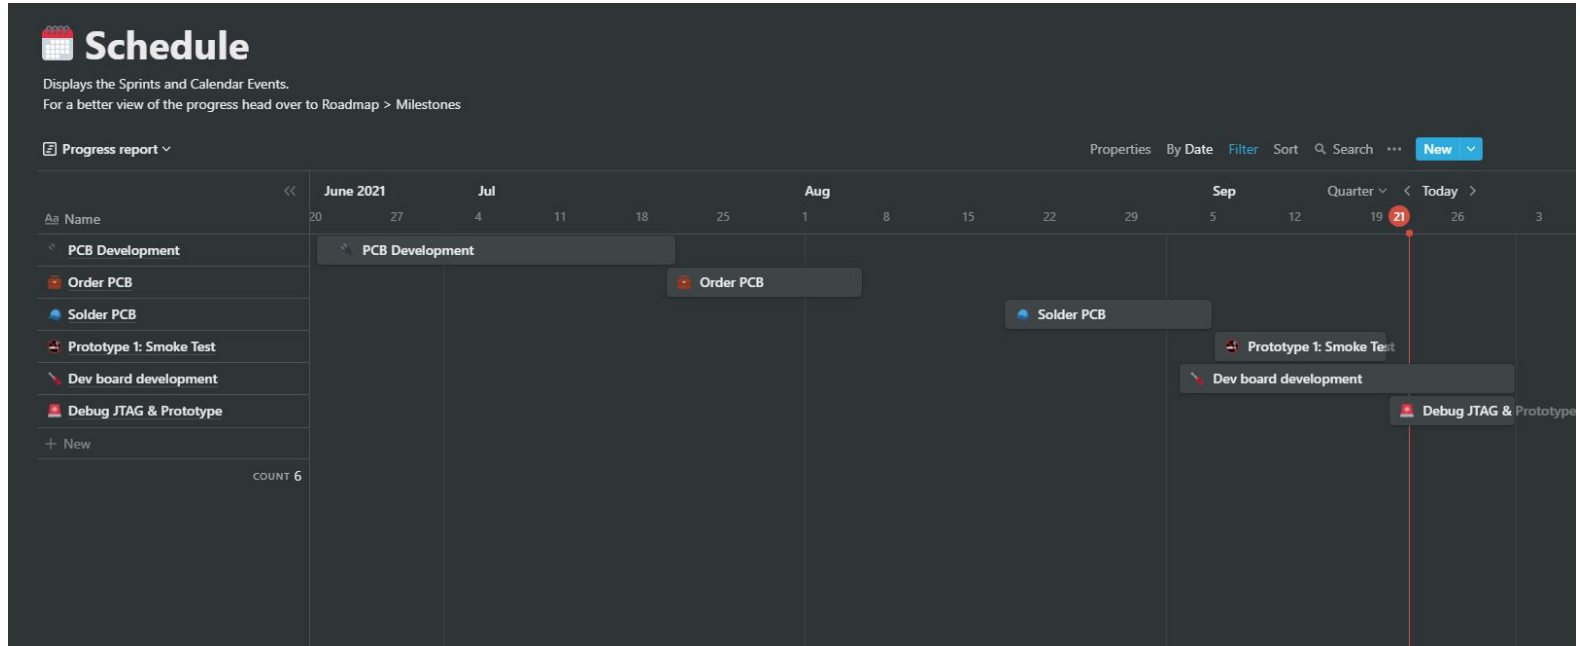 Schedule
Displays the Sprints and Calendar Events.
For a better view of the progress head over to Roadmap > Milestones
Progress report
Properties By Date Filter Sort Search ··· New
June 2021 Jul Aug Sep Quarter < Today >
Aa Name 20 27 4 11 18 25 1 8 15 22 29 5 12 19 21 26 3
PCB Development PCB Development
Order PCB Order PCB
Solder PCB Solder PCB
Prototype 1: Smoke Test Prototype 1: Smoke Test
Dev board development Dev board development
Debug JTAG & Prototype Debug JTAG & Prototype
+ New
COUNT 6